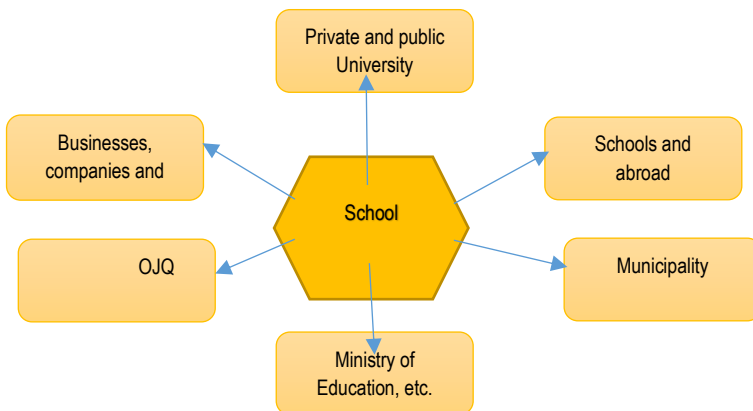 Private and public
University
Businesses,
companies and
Schools and
abroad
School
OJQ
Municipality
Ministry of
Education, etc.